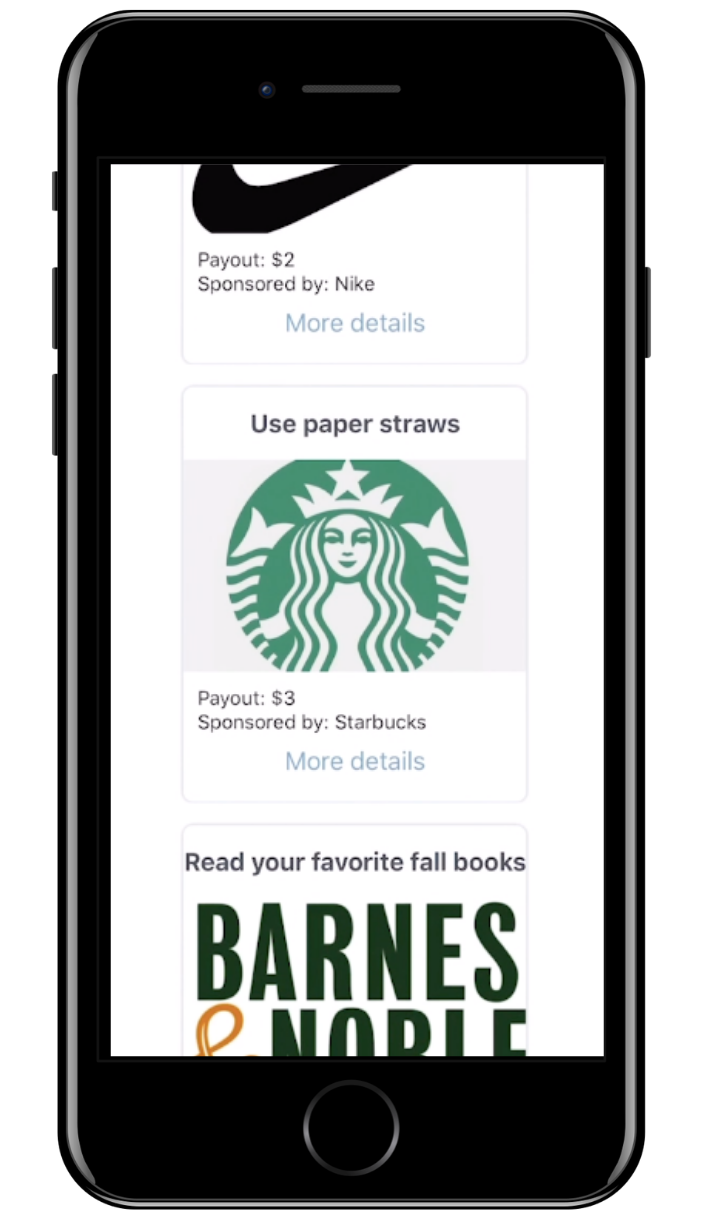 Payout: $2
Sponsored by: Nike
More details
Use paper straws
Payout: $3
Sponsored by: Starbucks
More details
Read your favorite fall books
BARNES
& NOBLE